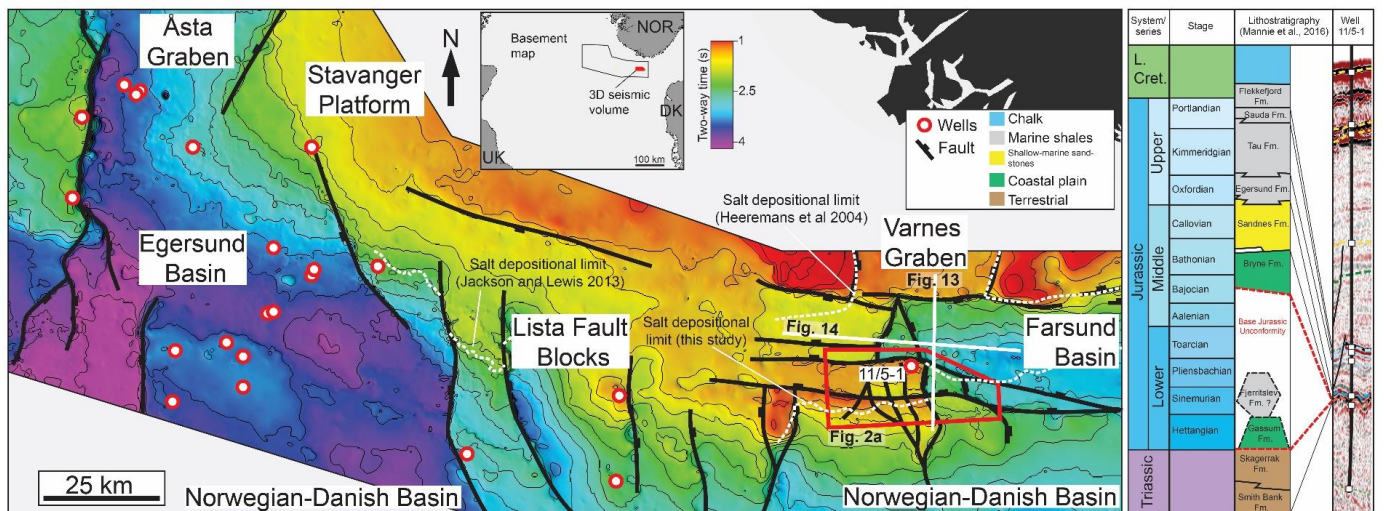 Åsta
Graben
Stavanger
Platform
N
Basement
map
NOR
3D seismic
volume
DK
UK
100 km
1
2.5
4
Two-way time (s)
Wells
Fault
Chalk
Marine shales
Shallow-marine sand-
stones
Coastal plain
Terrestrial
Salt depositional limit
(Heeremans et al 2004)
Varnes
Graben
Fig. 13
Egersund
Basin
Salt depositional limit
(Jackson and Lewis 2013)
Lista Fault
Blocks
Salt depositional
limit (this study)
Fig. 14
Farsund
Basin
11/5-1
Fig. 2a
25 km
Norwegian-Danish Basin
Norwegian-Danish Basin
System/
series
Stage
Lithostratigraphy
(Mannie et al., 2016)
Well
11/5-1
L.
Cret.
Jurassic
Upper
Middle
Lower
Triassic
Portlandian
Kimmeridgian
Oxfordian
Callovian
Bathonian
Bajocian
Aalenian
Toarcian
Pliensbachian
Sinemurian
Hettangian
Flekkefjord
Fm.
Sauda Fm.
Tau Fm.
Egersund Fm.
Sandnes Fm.
Bryne Fm.
Base Jurassic
Unconformity
Fjerritslev
Fm. ?
Gassum
Fm.
Skagerrak
Fm.
Smith Bank
Fm.